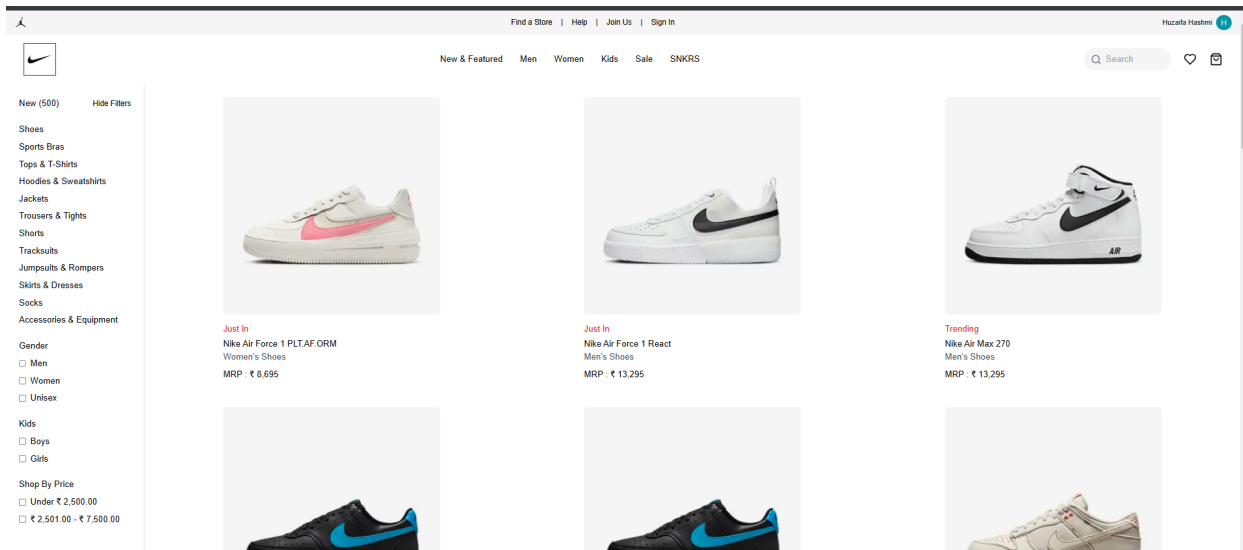 Find a Store | Help | Join Us | Sign In
Huzaifa Hashmi H
New & Featured Men Women Kids Sale SNKRS
Search
New (500) Hide Filters
Shoes
Sports Bras
Tops & T-Shirts
Hoodies & Sweatshirts
Jackets
Trousers & Tights
Shorts
Tracksuits
Jumpsuits & Rompers
Skirts & Dresses
Socks
Accessories & Equipment
Gender
Men
Women
Unisex
Kids
Boys
Girls
Shop By Price
Under ₹ 2,500.00
₹ 2,501.00 - ₹ 7,500.00
Just In
Nike Air Force 1 PLT.AF.ORM
Women's Shoes
MRP : ₹ 8,695
Just In
Nike Air Force 1 React
Men's Shoes
MRP : ₹ 13,295
AIR
Trending
Nike Air Max 270
Men's Shoes
MRP : ₹ 13,295